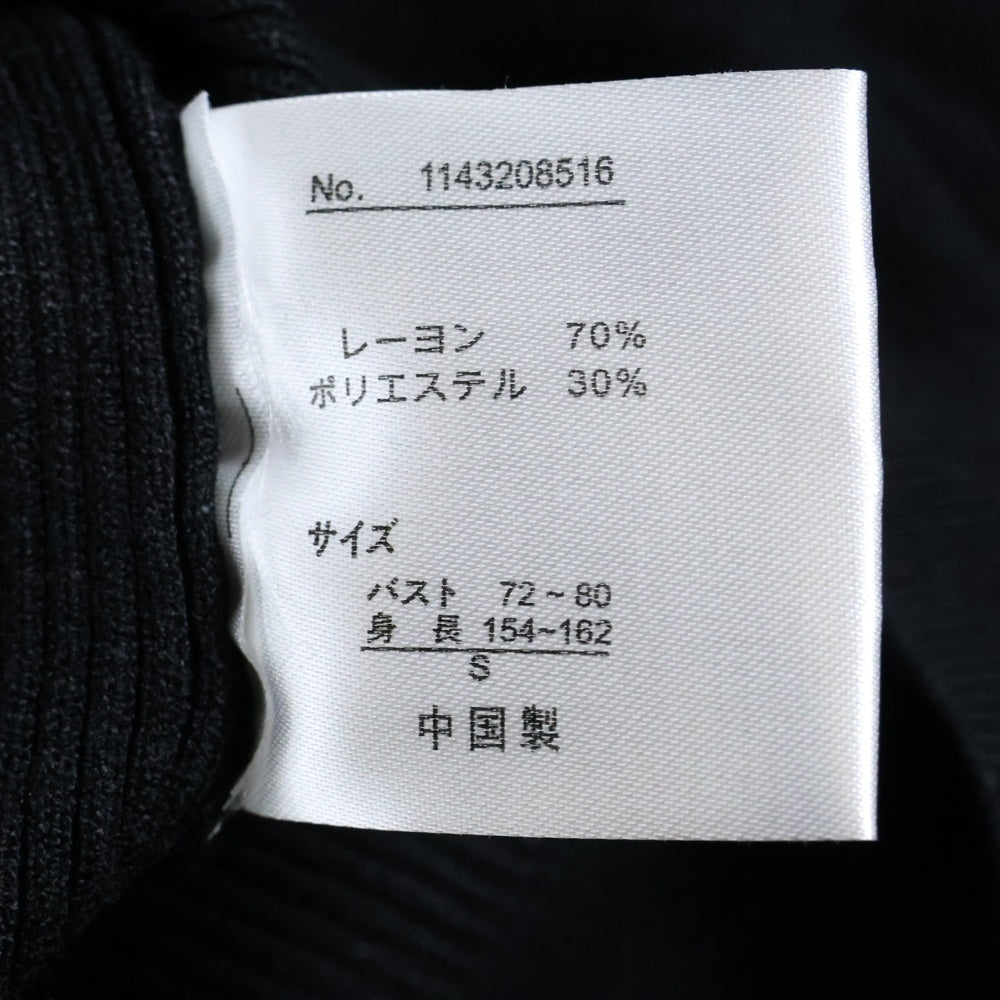 No. 1143208516
レーヨン 70%
ポリエステル 30%
サイズ
バスト 72~80
身 長 154~162
S
中国製